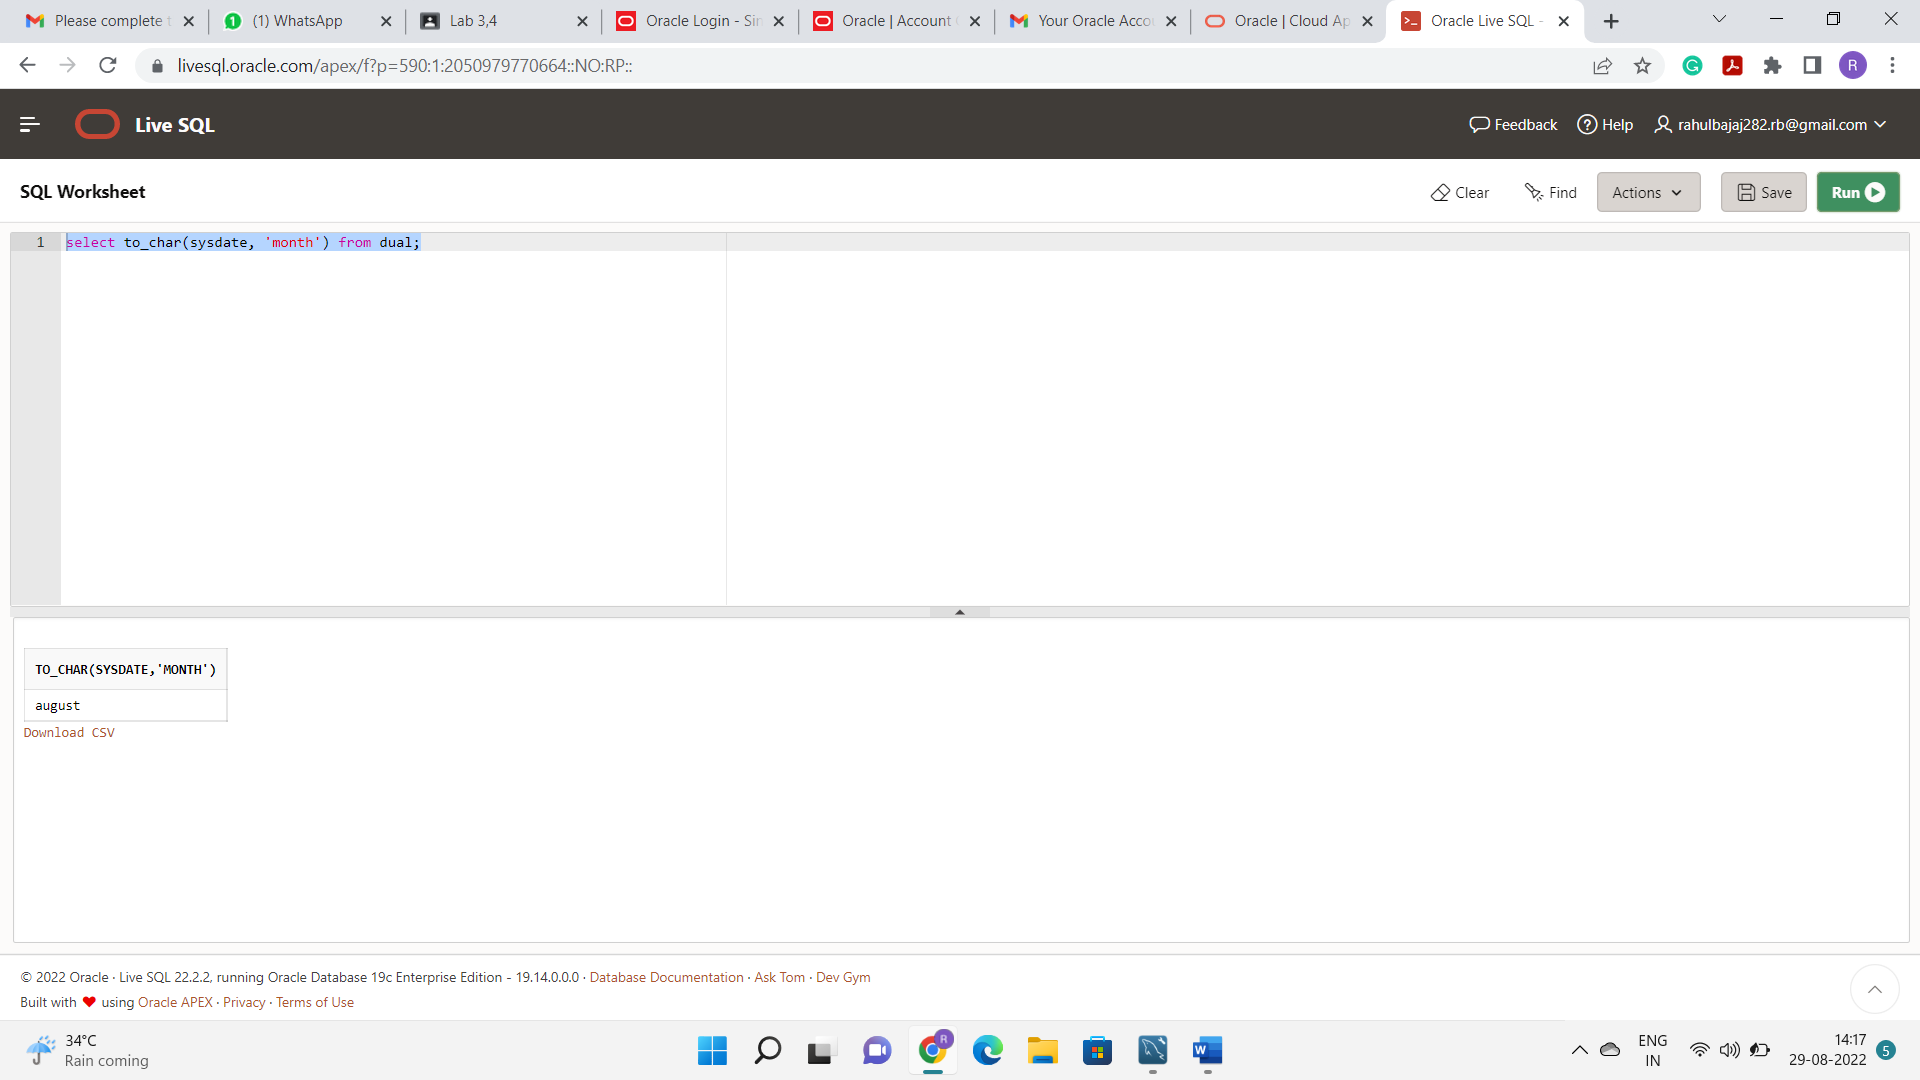 Please complete t
(1) WhatsApp
Lab 3,4
Oracle Login - Sin
Oracle | Account
Your Oracle Acco
Oracle | Cloud Ap
Oracle Live SQL -
livesql.oracle.com/apex/f?p=590:1:2050979770664::NO:RP::
R
Live SQL
Feedback
Help
rahulbajaj282.rb@gmail.com
SQL Worksheet
Clear
Find
Actions
Save
Run
1 select to_char(sysdate, 'month') from dual;
TO_CHAR(SYSDATE,'MONTH')
august
Download CSV
© 2022 Oracle · Live SQL 22.2.2, running Oracle Database 19c Enterprise Edition - 19.14.0.0.0 · Database Documentation · Ask Tom · Dev Gym
Built with ❤ using Oracle APEX · Privacy · Terms of Use
34°C
Rain coming
ENG
IN
14:17
29-08-2022
5